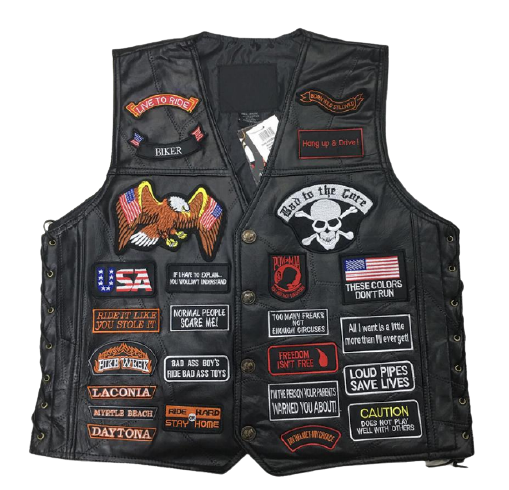 LIVE TO RIDE
BIKER
Hang up & Drive!
Bad to the Core
USA
IF I HAVE TO EXPLAIN...
YOU WOULDN'T UNDERSTAND
POW MIA
THESE COLORS
DON'T RUN
RIDE IT LIKE
YOU STOLE IT
NORMAL PEOPLE
SCARE ME!
TOO MANY FREAKS
NOT
ENOUGH CIRCUSES
All I want is a little
more than I'll ever get!
BIKE WEEK
BAD ASS BOY'S
RIDE BAD ASS TOYS
FREEDOM
ISN'T FREE
LOUD PIPES
SAVE LIVES
LACONIA
MYRTLE BEACH
DAYTONA
RIDE HARD
OR
STAY HOME
I'M THE PERSON YOUR PARENTS
WARNED YOU ABOUT!
CAUTION
DOES NOT PLAY
WELL WITH OTHERS